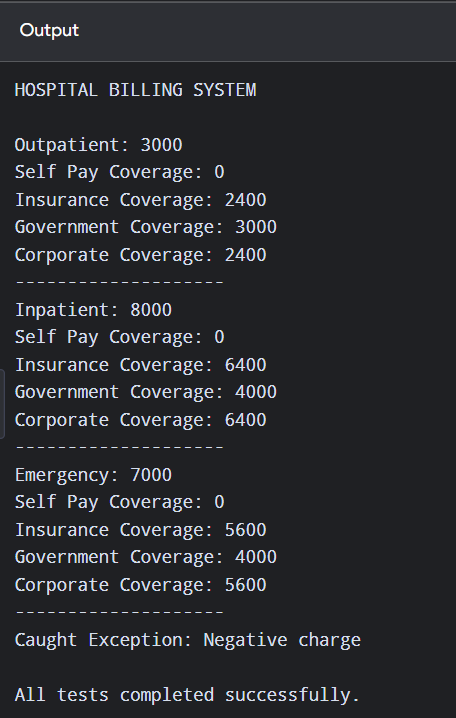 Output
HOSPITAL BILLING SYSTEM
Outpatient: 3000
Self Pay Coverage: 0
Insurance Coverage: 2400
Government Coverage: 3000
Corporate Coverage: 2400
--------------------
Inpatient: 8000
Self Pay Coverage: 0
Insurance Coverage: 6400
Government Coverage: 4000
Corporate Coverage: 6400
--------------------
Emergency: 7000
Self Pay Coverage: 0
Insurance Coverage: 5600
Government Coverage: 4000
Corporate Coverage: 5600
--------------------
Caught Exception: Negative charge
All tests completed successfully.